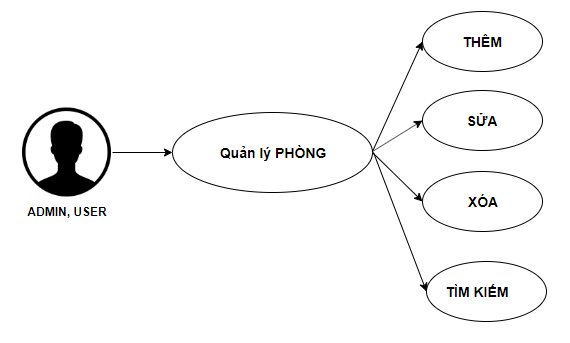 THÊM
SỬA
Quản lý PHÒNG
XÓA
ADMIN, USER
TÌM KIẾM